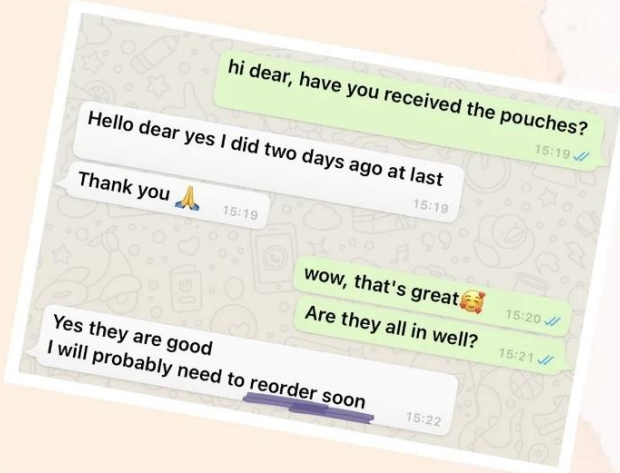 hi dear, have you received the pouches?
15:19
Hello dear yes I did two days ago at last
15:19
Thank you 🙏
15:19
wow, that's great🥰
15:20
Are they all in well?
15:21
Yes they are good
I will probably need to reorder soon
15:22